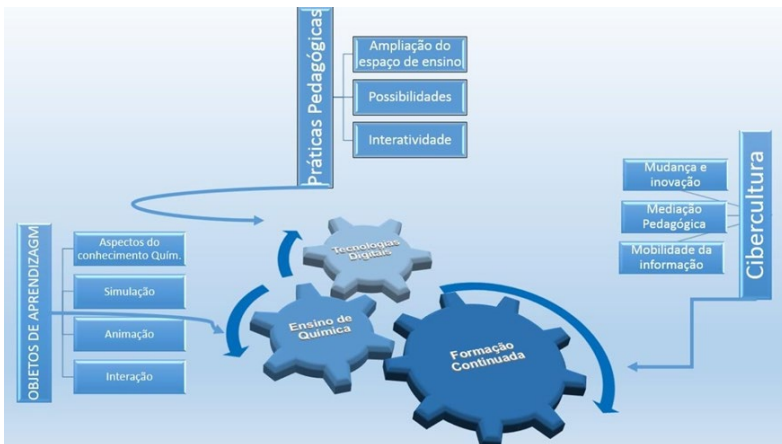 Práticas Pedagógicas
Ampliação do
espaço de ensino
Possibilidades
Interatividade
Cibercultura
Mudança e
inovação
Mediação
Pedagógica
Mobilidade da
informação
OBJETOS DE APRENDIZAGM
Aspectos do
conhecimento Quím.
Simulação
Animação
Interação
Tecnologias
Digitais
Ensino de
Química
Formação
Continuada